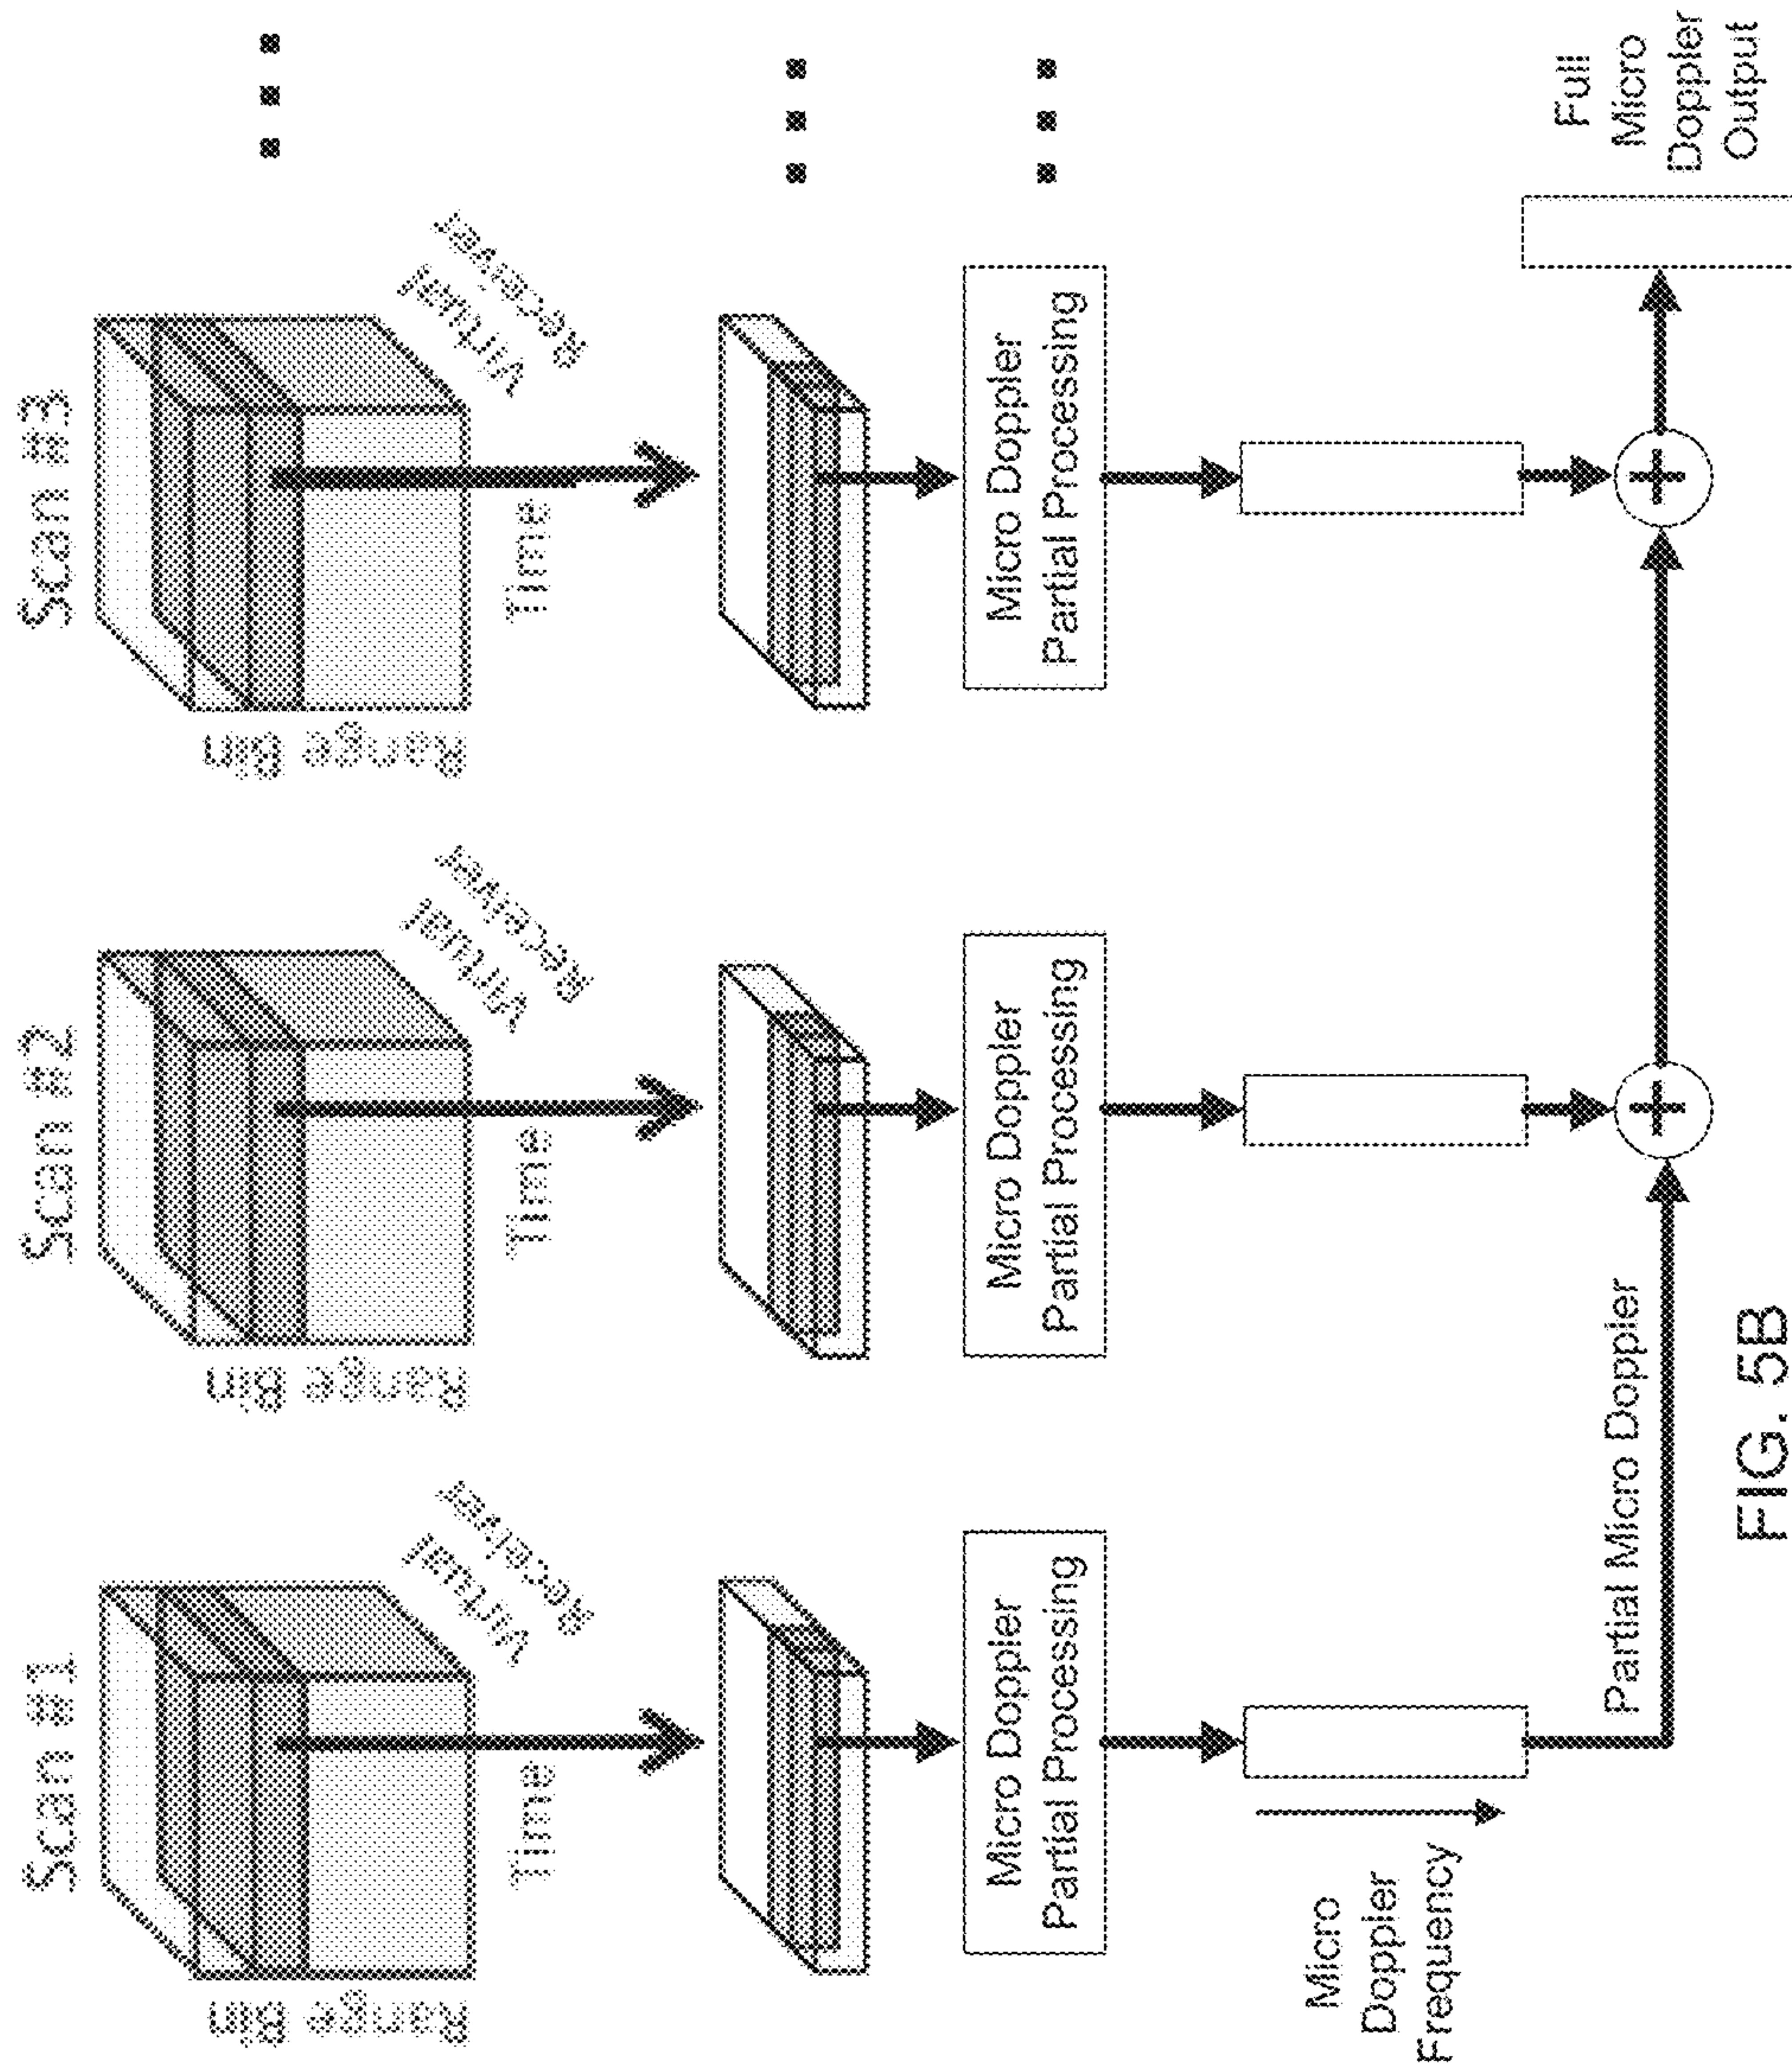 Scan #1
Scan #2
Scan #3
Range Bin
Time
Virtual
Receiver
Range Bin
Time
Virtual
Receiver
Range Bin
Time
Virtual
Receiver
Micro Doppler
Partial Processing
Micro Doppler
Partial Processing
Micro Doppler
Partial Processing
Micro
Doppler
Frequency
Partial Micro Doppler
+
+
Full
Micro
Doppler
Output
FIG. 5B